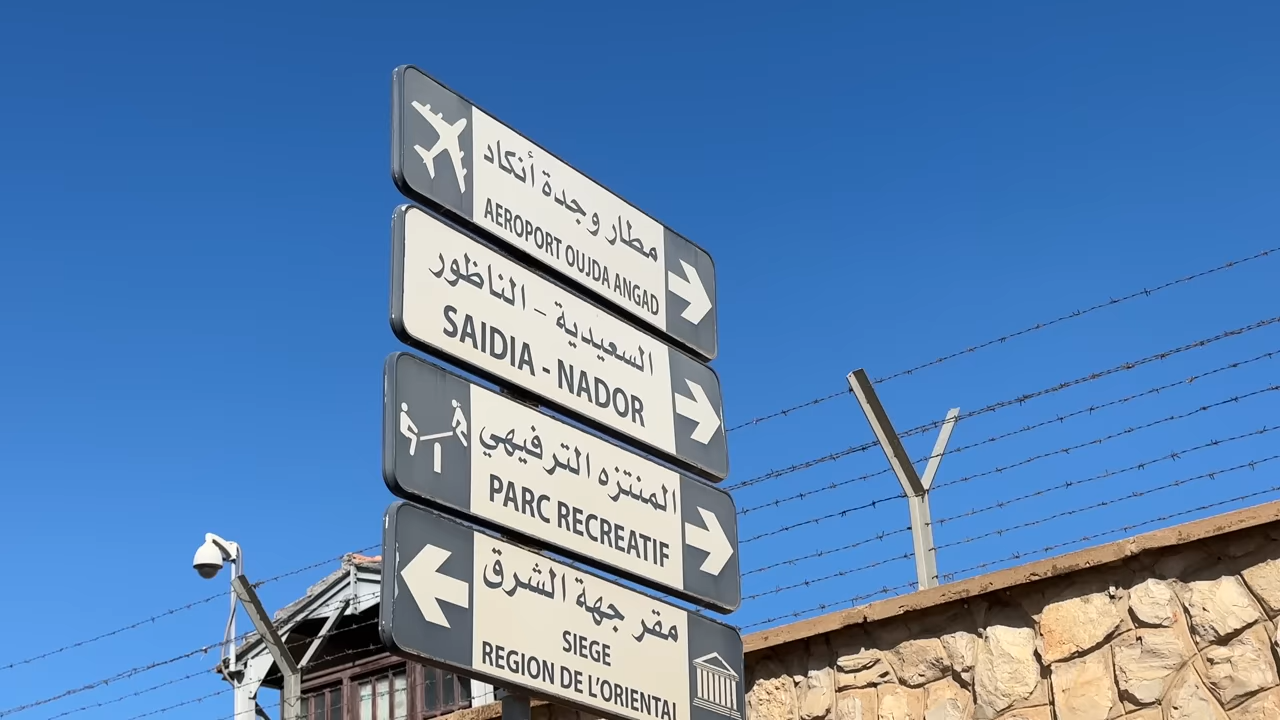 مطار وجدة أنكاد
AEROPORT OUJDA ANGAD
السعيدية - الناظور
SAIDIA - NADOR
المنتزه الترفيهي
PARC RECREATIF
مقر جهة الشرق
SIEGE
REGION DE L'ORIENTAL